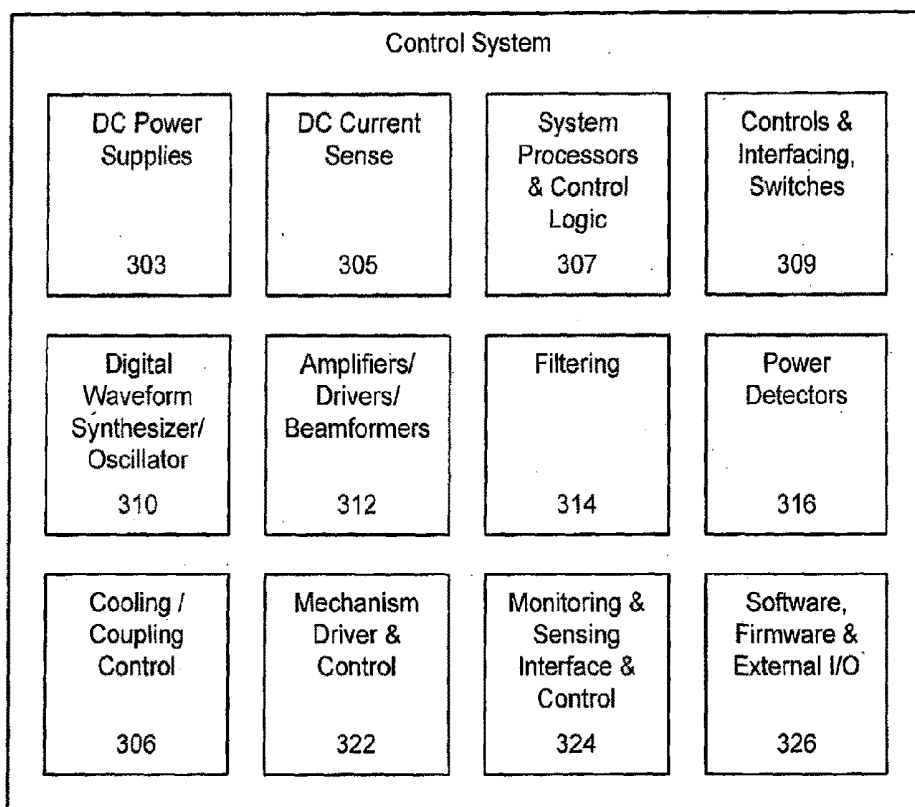 Control System
DC Power
Supplies
303
DC Current
Sense
305
System
Processors
& Control
Logic
307
Controls &
Interfacing,
Switches
309
Digital
Waveform
Synthesizer/
Oscillator
310
Amplifiers/
Drivers/
Beamformers
312
Filtering
314
Power
Detectors
316
Cooling /
Coupling
Control
306
Mechanism
Driver &
Control
322
Monitoring &
Sensing
Interface &
Control
324
Software,
Firmware &
External I/O
326